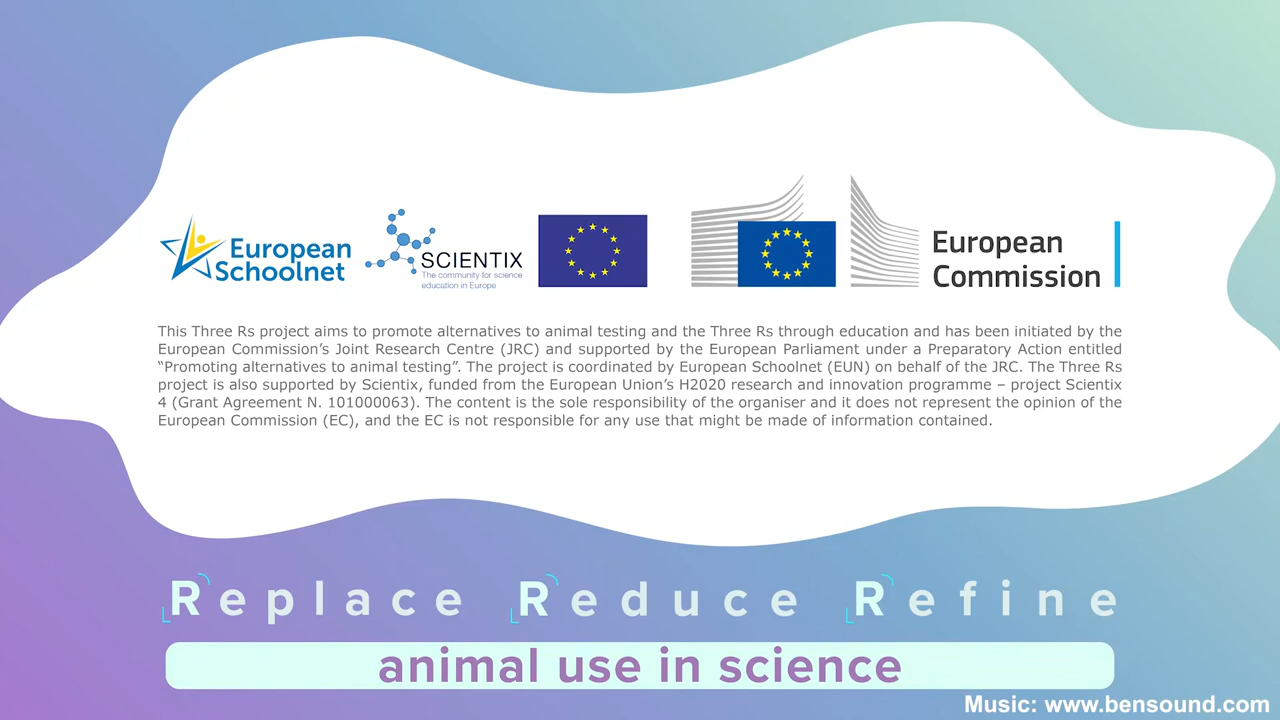 European
Schoolnet
SCIENTIX
The community for science
education in Europe
European
Commission
This Three Rs project aims to promote alternatives to animal testing and the Three Rs through education and has been initiated by the
European Commission’s Joint Research Centre (JRC) and supported by the European Parliament under a Preparatory Action entitled
“Promoting alternatives to animal testing”. The project is coordinated by European Schoolnet (EUN) on behalf of the JRC. The Three Rs
project is also supported by Scientix, funded from the European Union’s H2020 research and innovation programme – project Scientix
4 (Grant Agreement N. 101000063). The content is the sole responsibility of the organiser and it does not represent the opinion of the
European Commission (EC), and the EC is not responsible for any use that might be made of information contained.
Replace Reduce Refine
animal use in science
Music: www.bensound.com